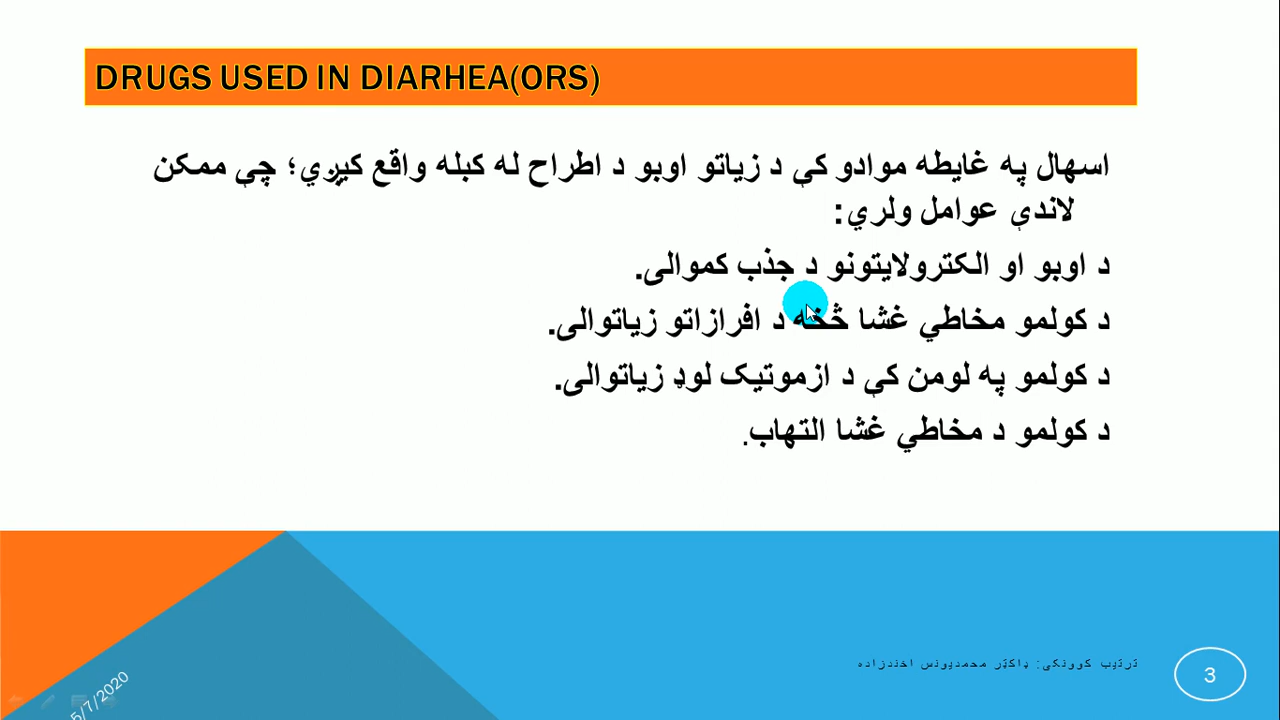 DRUGS USED IN DIARHEA(ORS)
اسهال په غایطه موادو کې د زیاتو اوبو د اطراح له کبله واقع کیږي؛ چې ممکن
لاندې عوامل ولري:
د اوبو او الکترولایتونو د جذب کموالی.
د کولمو مخاطي غشا څخه د افرازاتو زیاتوالی.
د کولمو په لومن کې د ازموتیک لوډ زیاتوالی.
د کولمو د مخاطي غشا التهاب.
ترتیب کوونکی: ډاکټر محمدیونس اخندزاده
3
5/7/2020